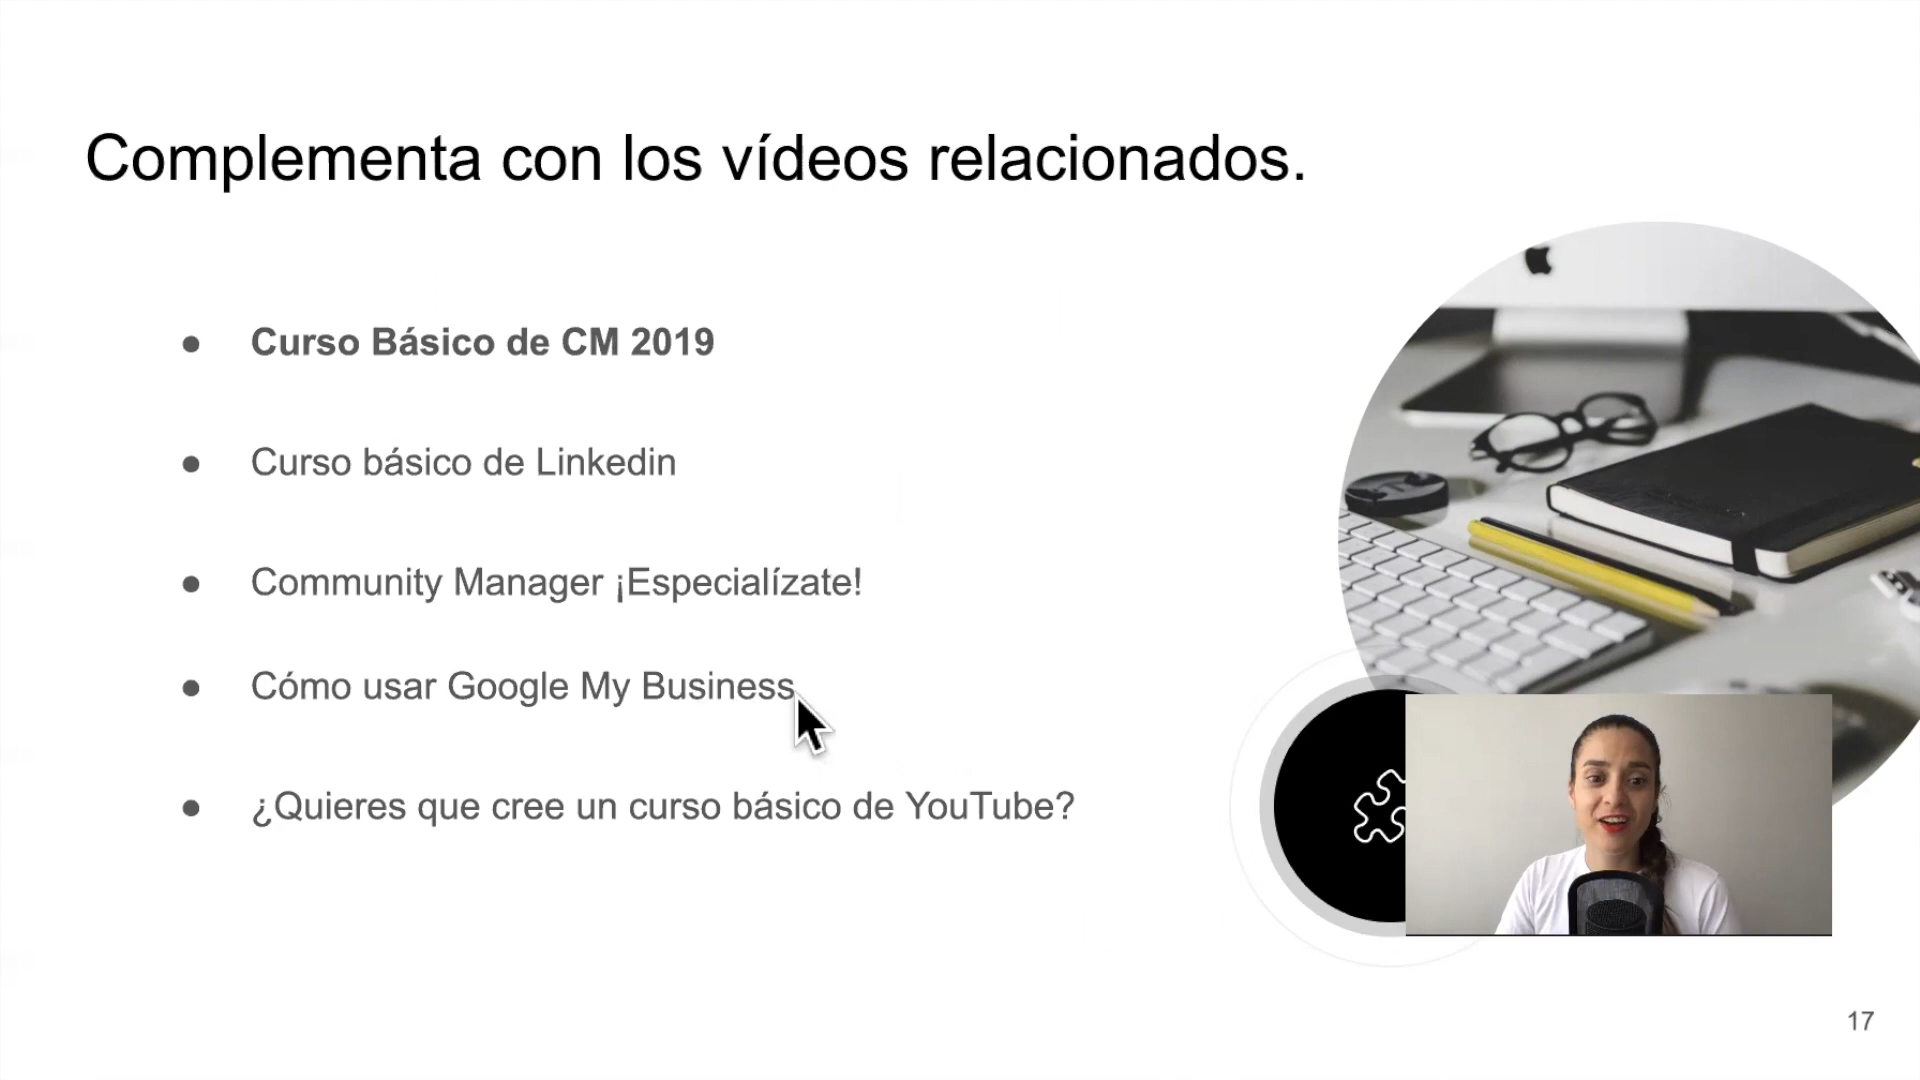 Complementa con los vídeos relacionados.
● Curso Básico de CM 2019
● Curso básico de Linkedin
● Community Manager ¡Especialízate!
● Cómo usar Google My Business
● ¿Quieres que cree un curso básico de YouTube?
17